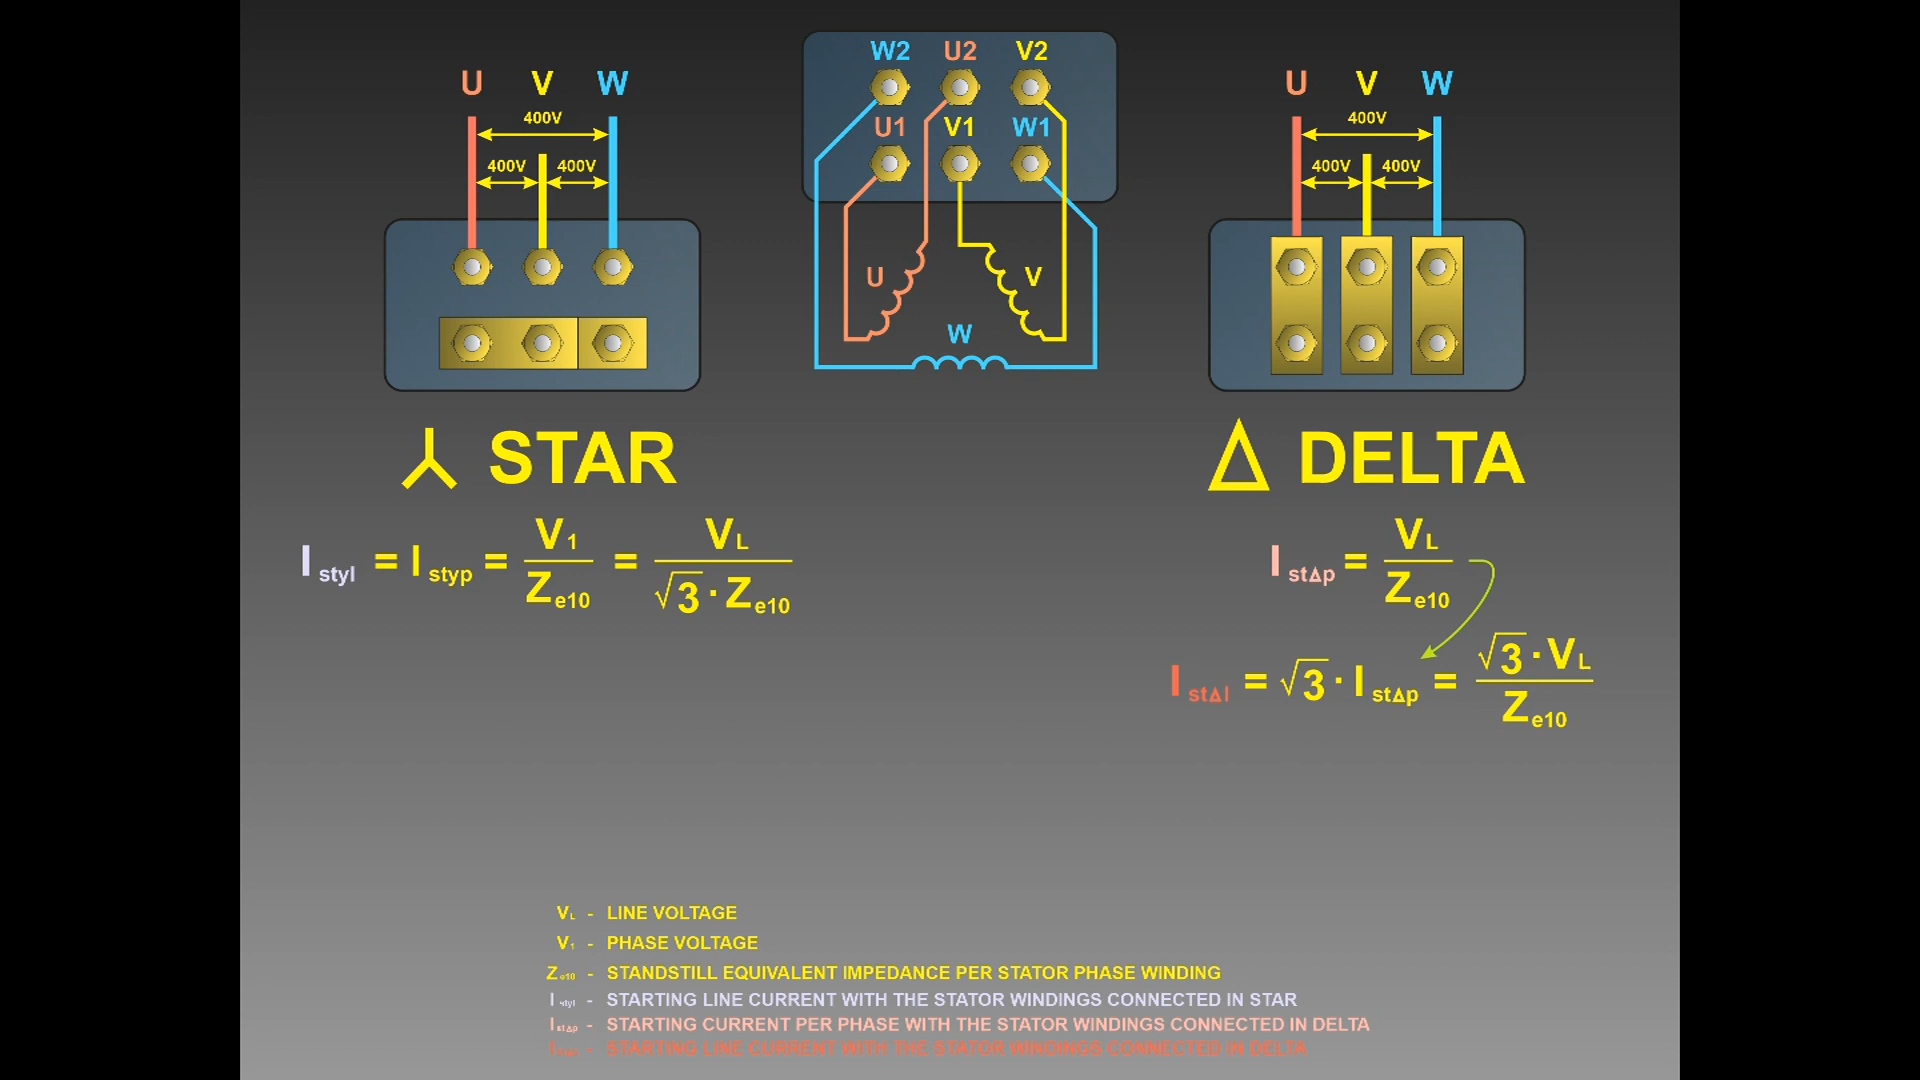 U V W
400V
400V 400V
W2 U2 V2
U1 V1 W1
U V
W
U V W
400V
400V 400V
STAR
Δ DELTA
I styl = I styp = V1 / Ze10 = VL / √3 · Ze10
I stΔp = VL / Ze10
I stΔl = √3 · I stΔp = √3 · VL / Ze10
VL - LINE VOLTAGE
V1 - PHASE VOLTAGE
Ze10 - STANDSTILL EQUIVALENT IMPEDANCE PER STATOR PHASE WINDING
I styl - STARTING LINE CURRENT WITH THE STATOR WINDINGS CONNECTED IN STAR
I stΔp - STARTING CURRENT PER PHASE WITH THE STATOR WINDINGS CONNECTED IN DELTA
I stΔl - STARTING LINE CURRENT WITH THE STATOR WINDINGS CONNECTED IN DELTA